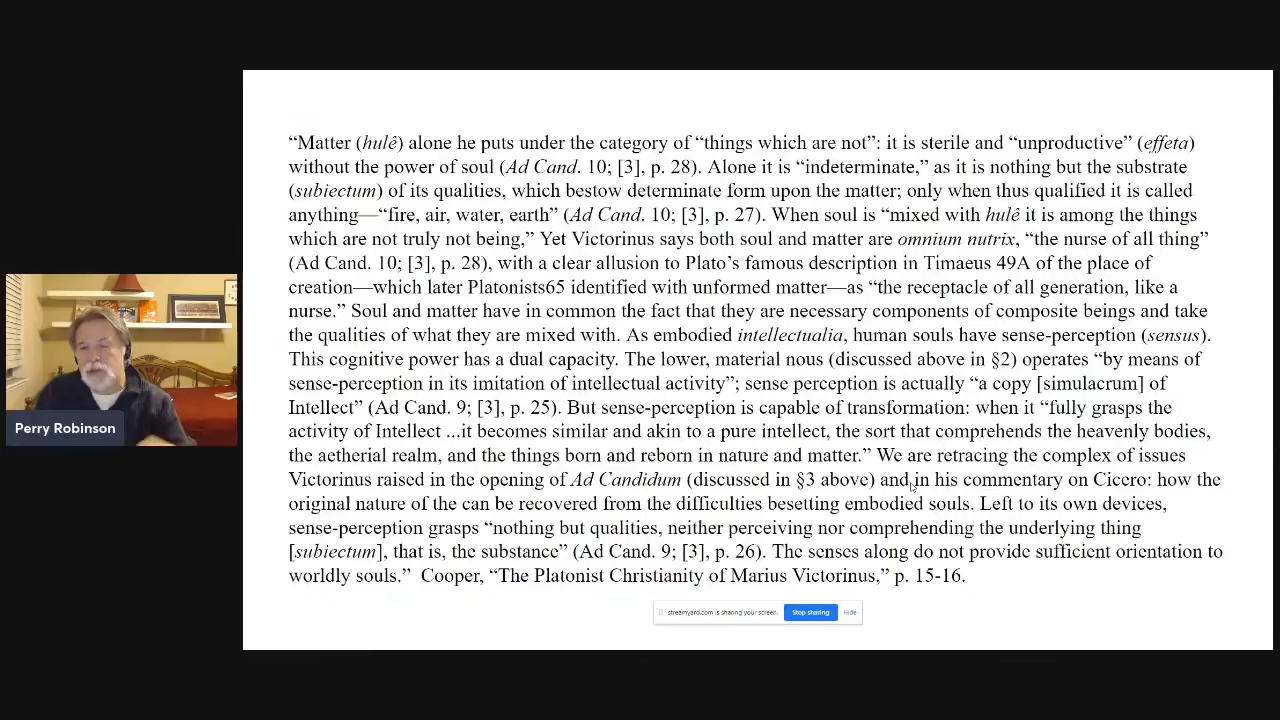 “Matter (hulê) alone he puts under the category of “things which are not”: it is sterile and “unproductive” (effeta)
without the power of soul (Ad Cand. 10; [3], p. 28). Alone it is “indeterminate,” as it is nothing but the substrate
(subiectum) of its qualities, which bestow determinate form upon the matter; only when thus qualified it is called
anything—“fire, air, water, earth” (Ad Cand. 10; [3], p. 27). When soul is “mixed with hulê it is among the things
which are not truly not being,” Yet Victorinus says both soul and matter are omnium nutrix, “the nurse of all thing”
(Ad Cand. 10; [3], p. 28), with a clear allusion to Plato’s famous description in Timaeus 49A of the place of
creation—which later Platonists65 identified with unformed matter—as “the receptacle of all generation, like a
nurse.” Soul and matter have in common the fact that they are necessary components of composite beings and take
the qualities of what they are mixed with. As embodied intellectualia, human souls have sense-perception (sensus).
This cognitive power has a dual capacity. The lower, material nous (discussed above in §2) operates “by means of
sense-perception in its imitation of intellectual activity”; sense perception is actually “a copy [simulacrum] of
Intellect” (Ad Cand. 9; [3], p. 25). But sense-perception is capable of transformation: when it “fully grasps the
activity of Intellect ...it becomes similar and akin to a pure intellect, the sort that comprehends the heavenly bodies,
the aetherial realm, and the things born and reborn in nature and matter.” We are retracing the complex of issues
Victorinus raised in the opening of Ad Candidum (discussed in §3 above) and in his commentary on Cicero: how the
original nature of the can be recovered from the difficulties besetting embodied souls. Left to its own devices,
sense-perception grasps “nothing but qualities, neither perceiving nor comprehending the underlying thing
[subiectum], that is, the substance” (Ad Cand. 9; [3], p. 26). The senses along do not provide sufficient orientation to
worldly souls.” Cooper, “The Platonist Christianity of Marius Victorinus,” p. 15-16.
Perry Robinson
streamyard.com is sharing your screen. Stop sharing Hide